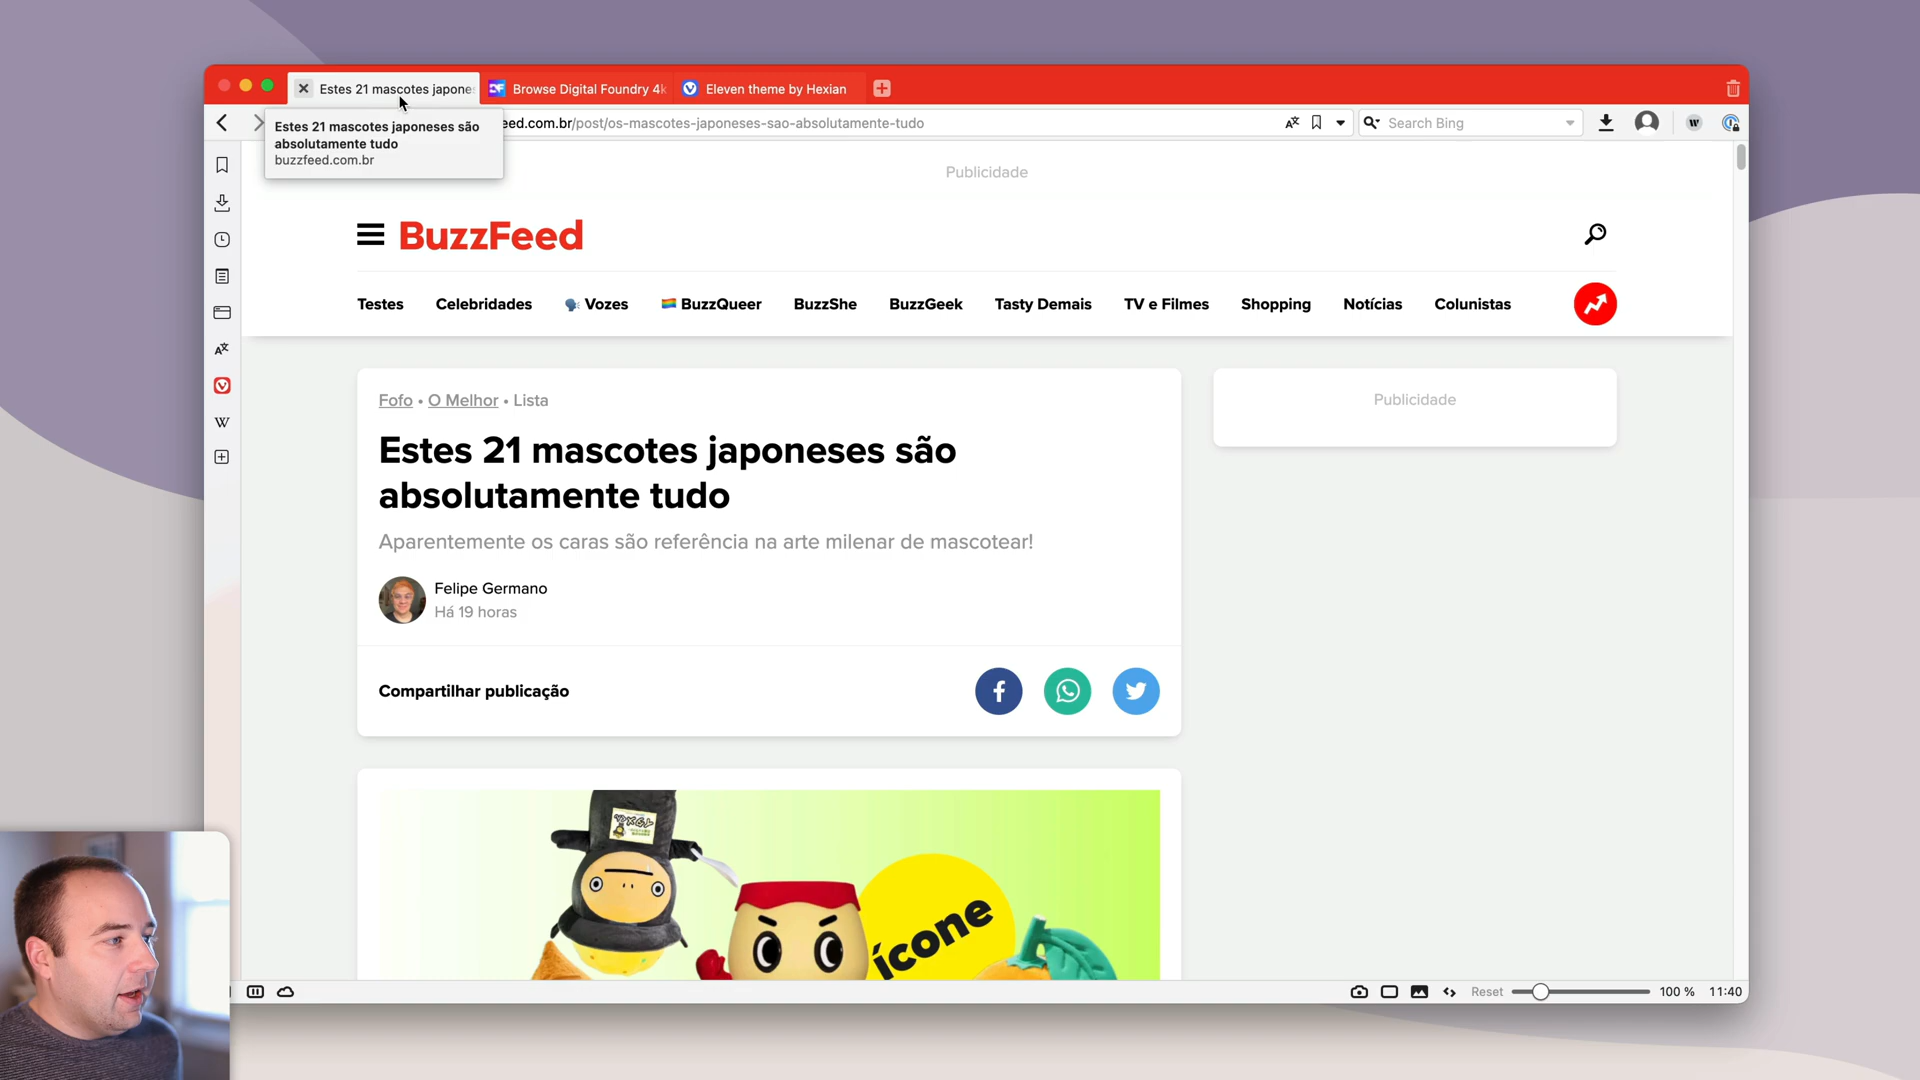 Estes 21 mascotes japone
Browse Digital Foundry 4k
Eleven theme by Hexian
eed.com.br/post/os-mascotes-japoneses-sao-absolutamente-tudo
Search Bing
Estes 21 mascotes japoneses são
absolutamente tudo
buzzfeed.com.br
Publicidade
BuzzFeed
Testes
Celebridades
Vozes
BuzzQueer
BuzzShe
BuzzGeek
Tasty Demais
TV e Filmes
Shopping
Notícias
Colunistas
Fofo • O Melhor • Lista
Publicidade
Estes 21 mascotes japoneses são
absolutamente tudo
Aparentemente os caras são referência na arte milenar de mascotear!
Felipe Germano
Há 19 horas
Compartilhar publicação
ícone
Reset
100 %
11:40